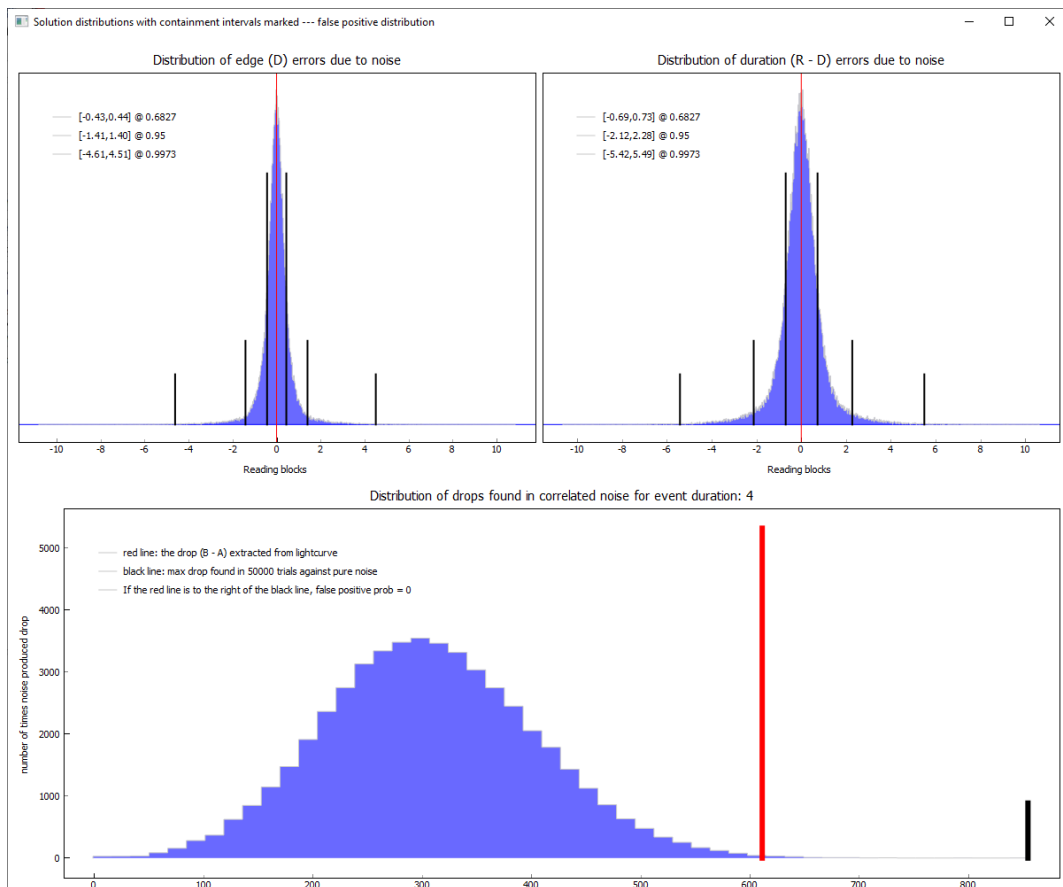 Solution distributions with containment intervals marked --- false positive distribution
Distribution of edge (D) errors due to noise
[-0.43,0.44] @ 0.6827
[-1.41,1.40] @ 0.95
[-4.61,4.51] @ 0.9973
-10 -8 -6 -4 -2 0 2 4 6 8 10
Reading blocks
Distribution of duration (R - D) errors due to noise
[-0.69,0.73] @ 0.6827
[-2.12,2.28] @ 0.95
[-5.42,5.49] @ 0.9973
-10 -8 -6 -4 -2 0 2 4 6 8 10
Reading blocks
Distribution of drops found in correlated noise for event duration: 4
red line: the drop (B - A) extracted from lightcurve
black line: max drop found in 50000 trials against pure noise
If the red line is to the right of the black line, false positive prob = 0
number of times noise produced drop
5000
4000
3000
2000
1000
0
0 100 200 300 400 500 600 700 800